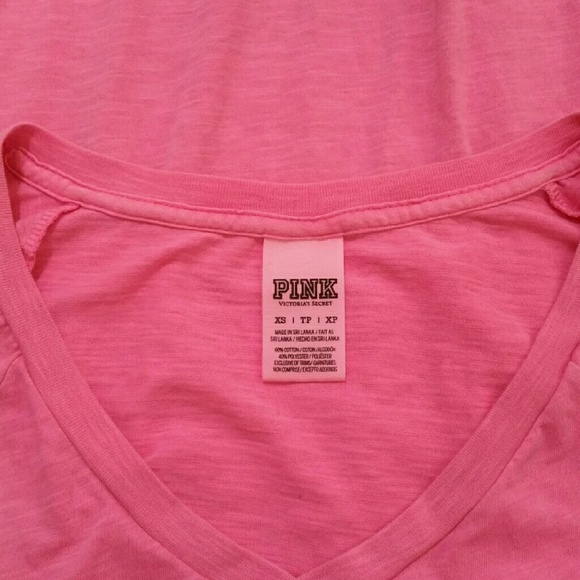 PINK
VICTORIA'S SECRET
XS | TP | XP
MADE IN SRI LANKA / FAIT AU
SRI LANKA / HECHO EN SRI LANKA
60% COTTON / COTON / ALGODÓN
40% POLYESTER / POLIÉSTER
EXCLUSIVE OF TRIMS / GARNITURES
NON COMPRISE / EXCEPTO ADORNOS